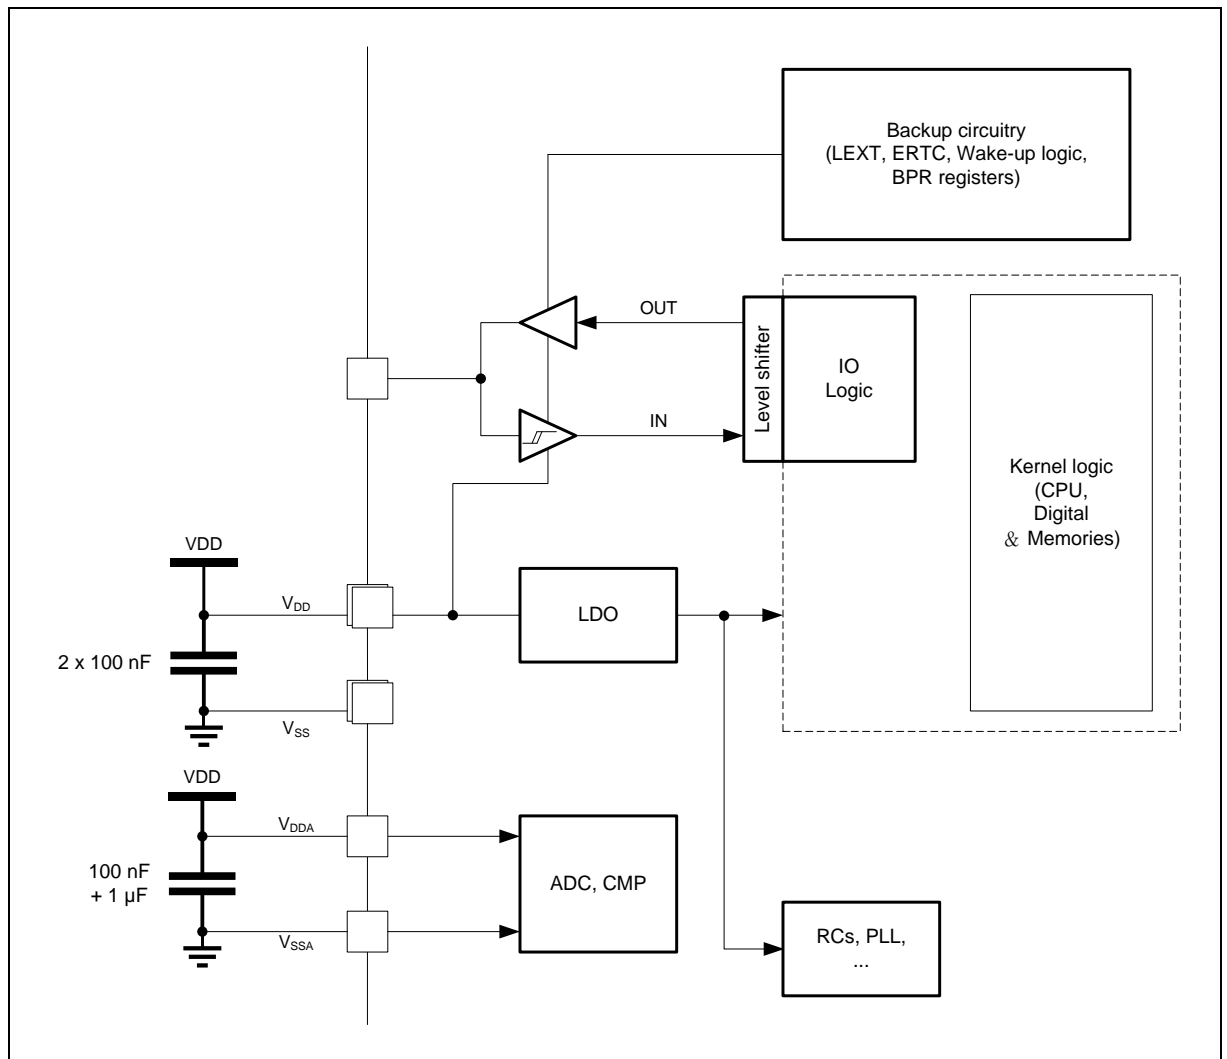 Backup circuitry
(LEXT, ERTC, Wake-up logic,
BPR registers)
OUT
Level shifter
IO
Logic
IN
Kernel logic
(CPU,
Digital
& Memories)
VDD
VDD
LDO
2 x 100 nF
VSS
VDD
VDDA
100 nF
+ 1 µF
ADC, CMP
VSSA
RCs, PLL,
...